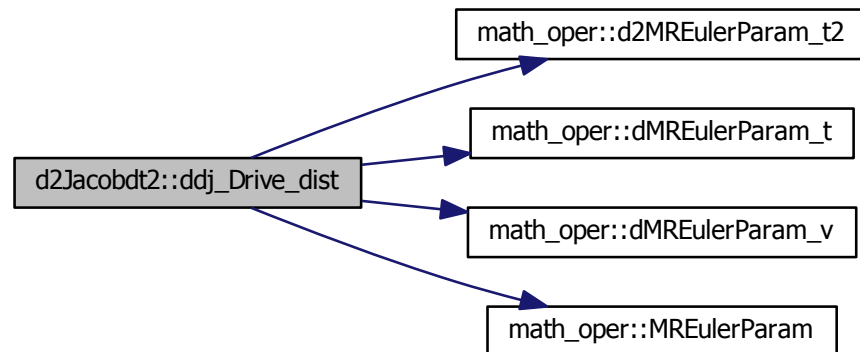 math_oper::d2MREulerParam_t2
math_oper::dMREulerParam_t
d2Jacobdt2::ddj_Drive_dist
math_oper::dMREulerParam_v
math_oper::MREulerParam